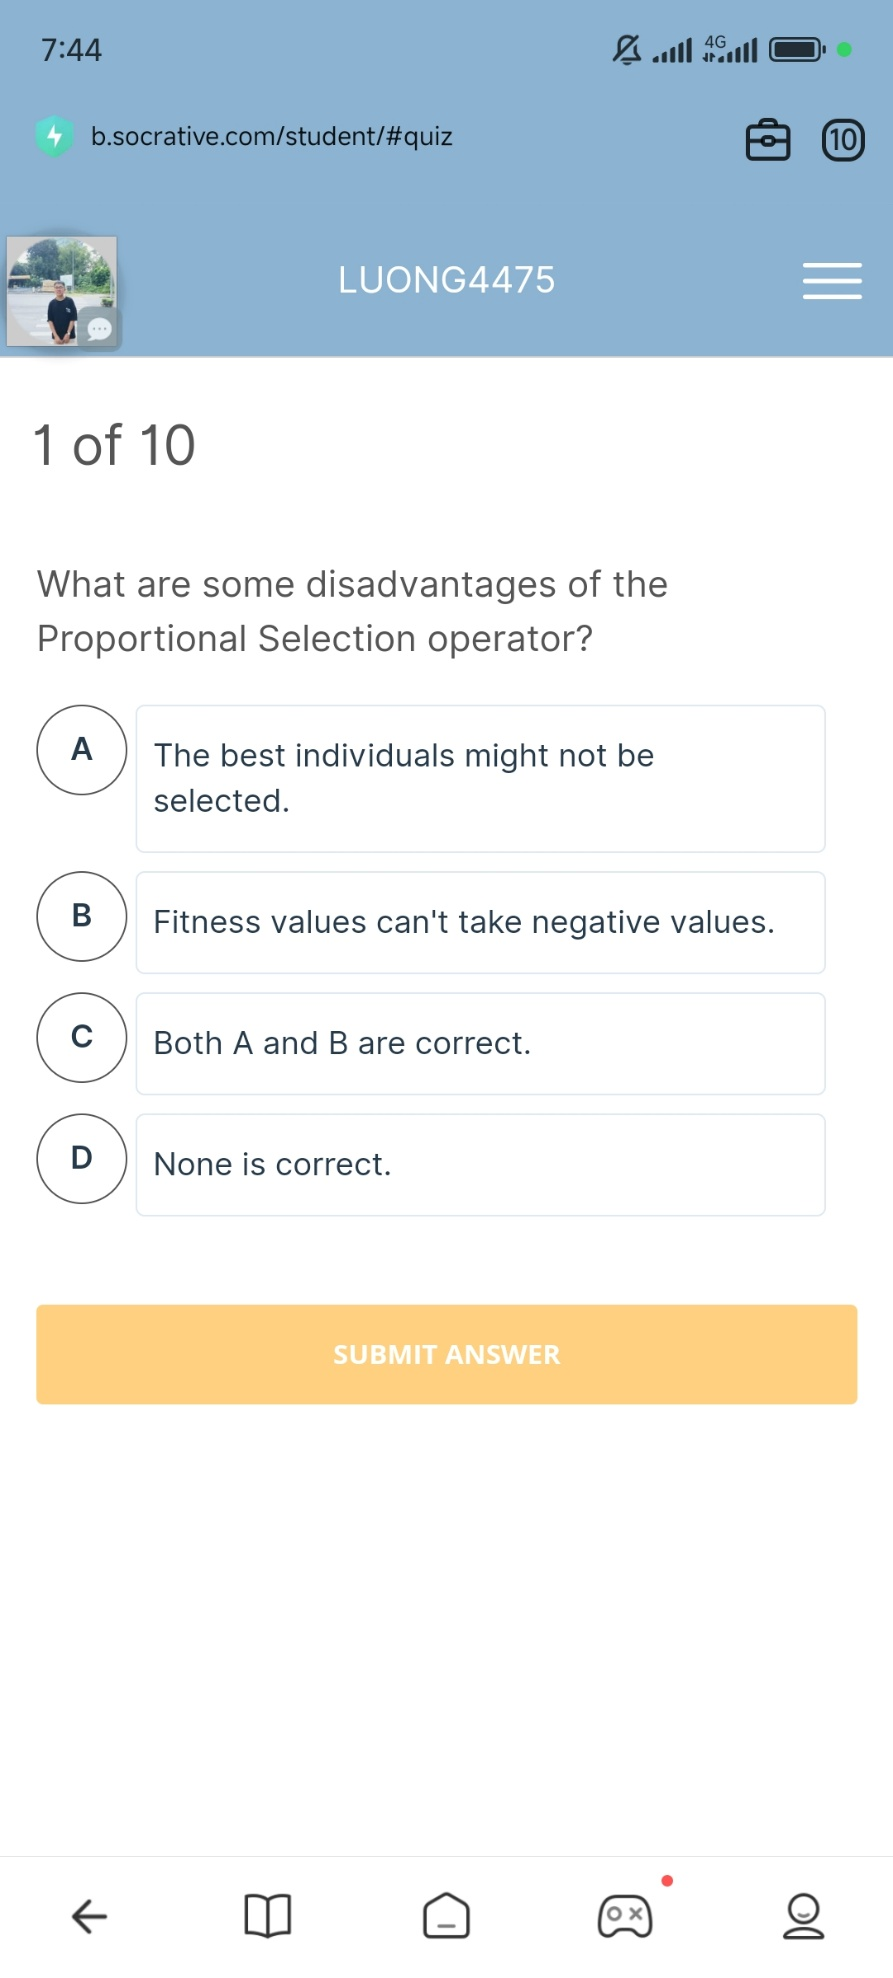 7:44
4G
b.socrative.com/student/#quiz
10
LUONG4475
1 of 10
What are some disadvantages of the
Proportional Selection operator?
A
The best individuals might not be
selected.
B
Fitness values can't take negative values.
C
Both A and B are correct.
D
None is correct.
SUBMIT ANSWER